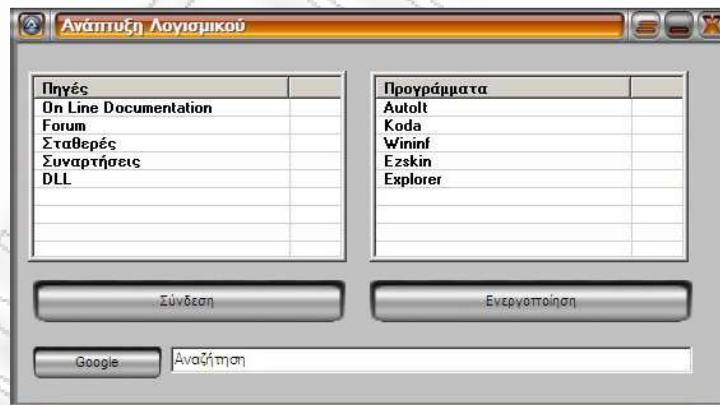 Ανάπτυξη Λογισμικού
Πηγές
On Line Documentation
Forum
Σταθερές
Συναρτήσεις
DLL
Προγράμματα
AutoIt
Koda
Wininf
Ezskin
Explorer
Σύνδεση
Ενεργοποίηση
Google
Αναζήτηση